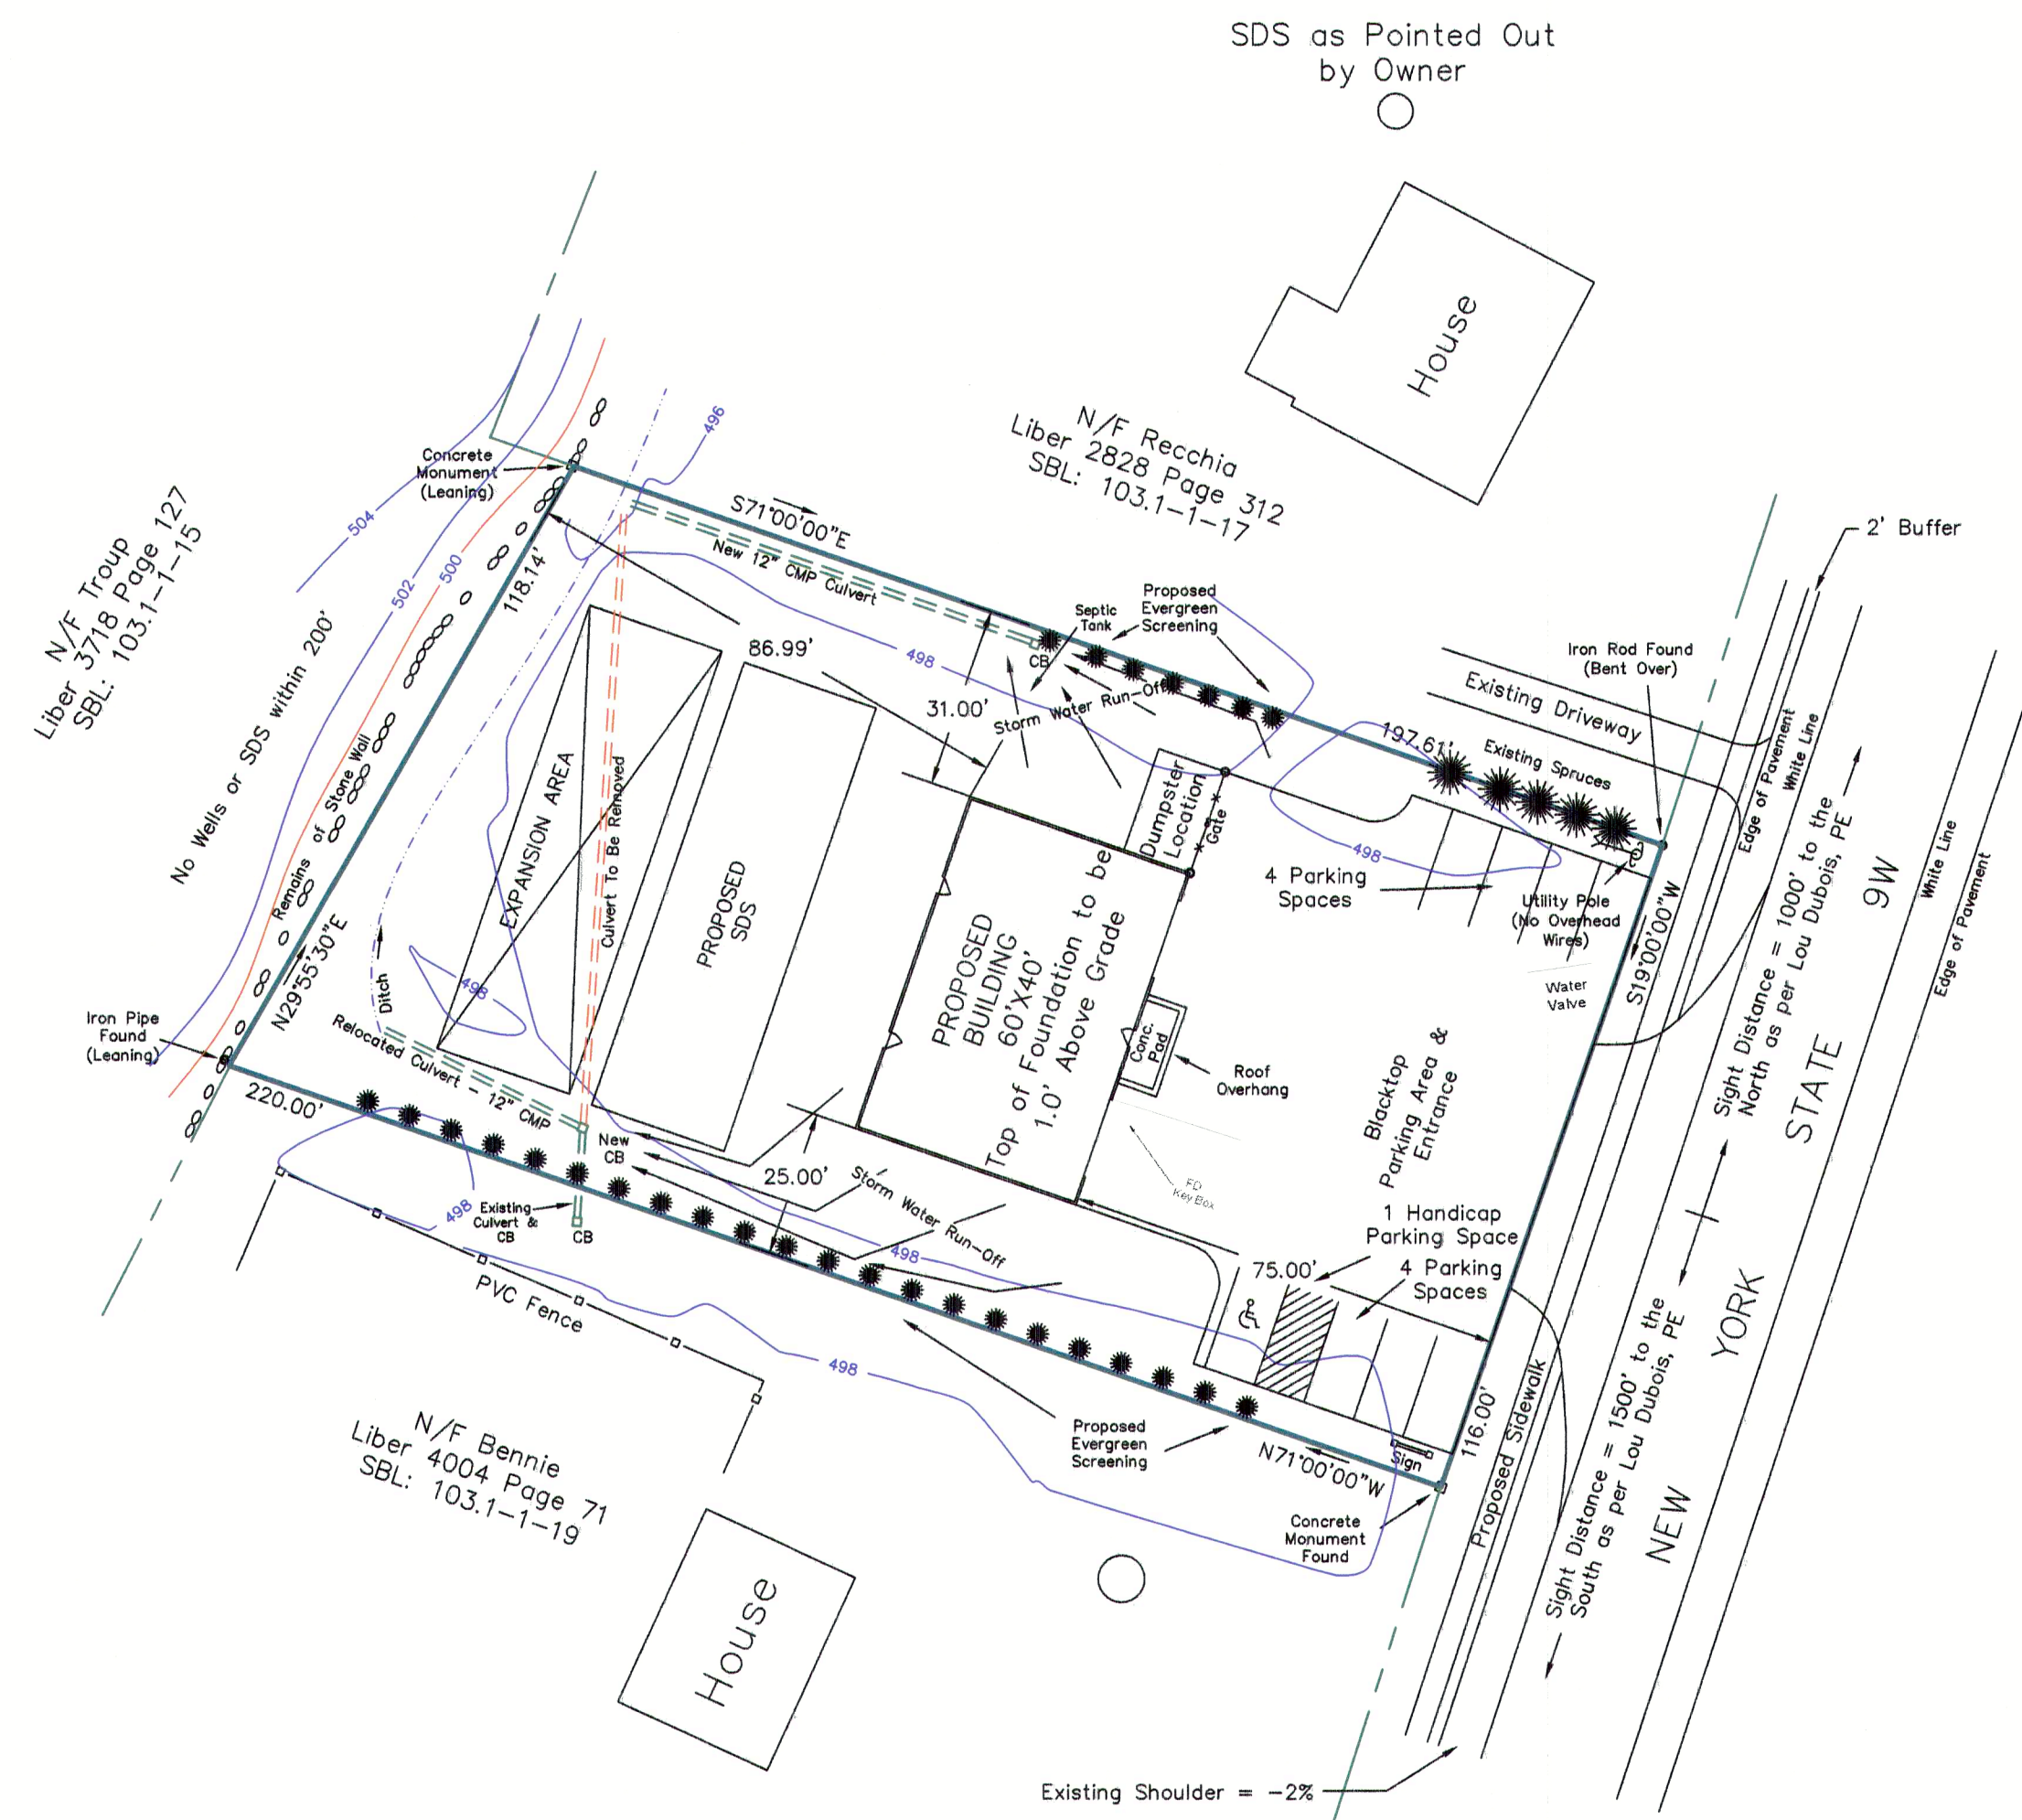 SDS as Pointed Out
by Owner
House
N/F Recchia
Liber 2828 Page 312
SBL: 103.1-1-17
2' Buffer
496
Concrete
Monument
(Leaning)
504
502
500
N/F Troup
Liber 3718 Page 127
SBL: 103.1-1-15
No Wells or SDS within 200'
118.14'
S71°00'00"E
New 12" CMP Culvert
86.99'
498
31.00'
Septic
Tank
Proposed
Evergreen
Screening
CB
Storm Water Run-Off
Iron Rod Found
(Bent Over)
Existing Driveway
197.61'
Existing Spruces
Edge of Pavement
White Line
Remains of Stone Wall
EXPANSION AREA
Culvert To Be Removed
PROPOSED
SDS
Dumpster
Location
Gate
498
4 Parking
Spaces
Utility Pole
(No Overhead
Wires)
Water
Valve
S19°00'00"W
Sight Distance = 1000' to the
North as per Lou Dubois, PE
9W
White Line
Edge of Pavement
PROPOSED
BUILDING
60'X40'
Top of Foundation to be
1.0' Above Grade
Conc.
Pad
Roof
Overhang
Blacktop
Parking Area &
Entrance
STATE
498
Ditch
N29°55'30"E
Iron Pipe
Found
(Leaning)
Relocated Culvert - 12" CMP
220.00'
New
CB
25.00'
Storm Water Run-Off
FD
Key Box
498
Existing
Culvert &
CB
CB
498
1 Handicap
Parking Space
75.00'
4 Parking
Spaces
PVC Fence
498
YORK
Sight Distance = 1500' to the
South as per Lou Dubois, PE
Proposed Sidewalk
116.00'
Proposed
Evergreen
Screening
Sign
N71°00'00"W
N/F Bennie
Liber 4004 Page 71
SBL: 103.1-1-19
Concrete
Monument
Found
NEW
House
Existing Shoulder = -2%